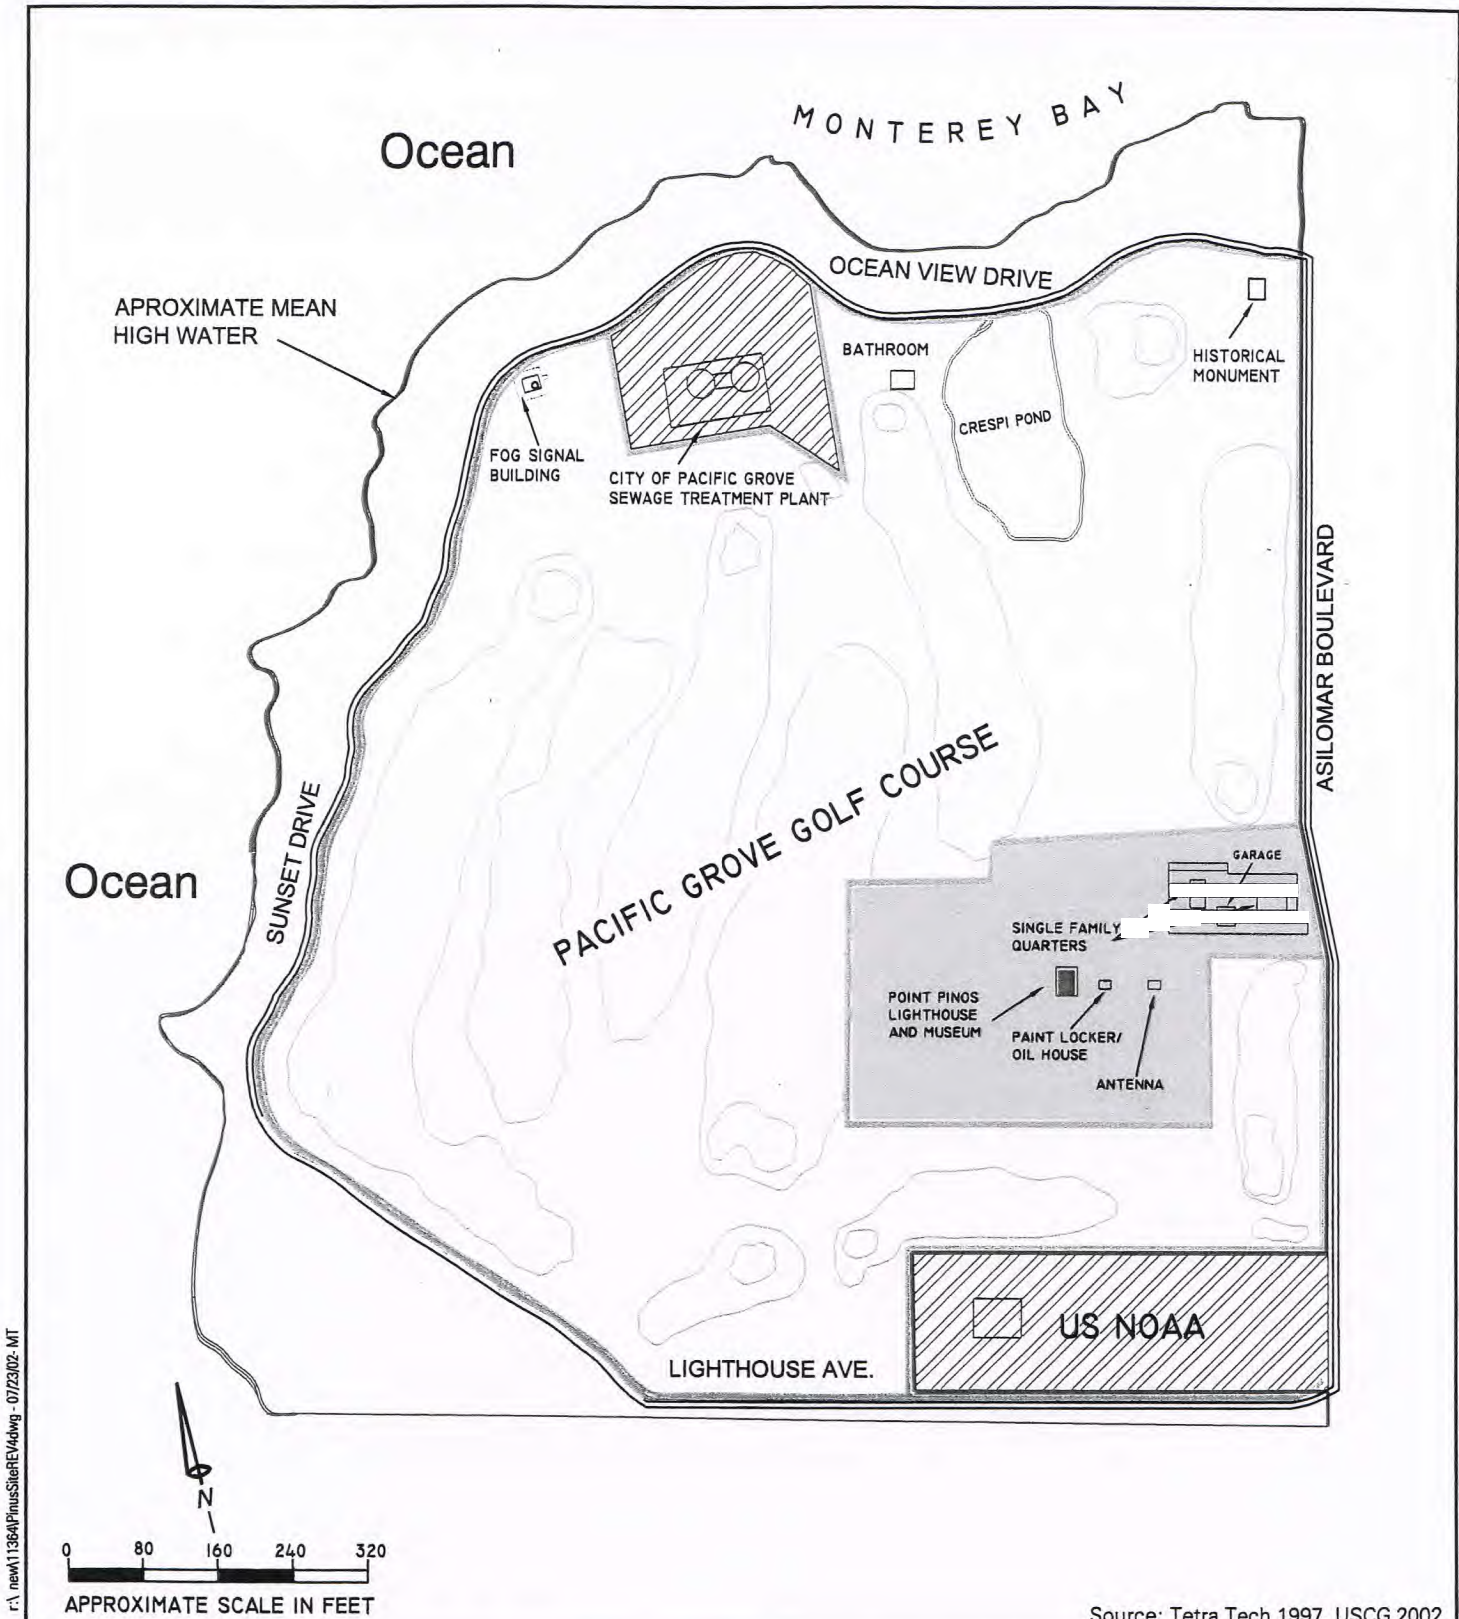 MONTEREY BAY
Ocean
OCEAN VIEW DRIVE
APROXIMATE MEAN
HIGH WATER
BATHROOM
HISTORICAL
MONUMENT
CRESPI POND
FOG SIGNAL
BUILDING
CITY OF PACIFIC GROVE
SEWAGE TREATMENT PLANT
ASILOMAR BOULEVARD
PACIFIC GROVE GOLF COURSE
SUNSET DRIVE
Ocean
GARAGE
SINGLE FAMILY
QUARTERS
POINT PINOS
LIGHTHOUSE
AND MUSEUM
PAINT LOCKER/
OIL HOUSE
ANTENNA
US NOAA
LIGHTHOUSE AVE.
N
0 80 160 240 320
APPROXIMATE SCALE IN FEET
r:\ new\11364\PinusSiteREV4dwg - 07/23/02- MT
Source: Tetra Tech 1997, USCG 2002